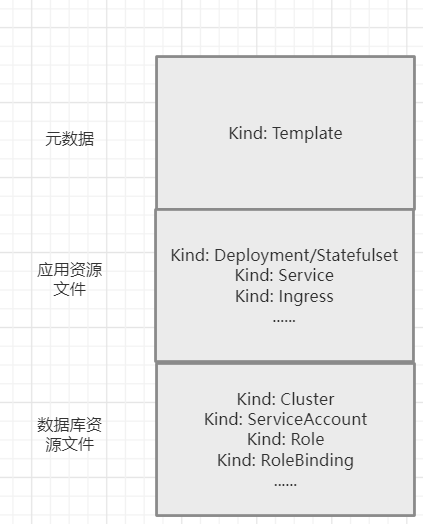 元数据
Kind: Template
应用资源
文件
Kind: Deployment/Statefulset
Kind: Service
Kind: Ingress
......
数据库资
源文件
Kind: Cluster
Kind: ServiceAccount
Kind: Role
Kind: RoleBinding
......